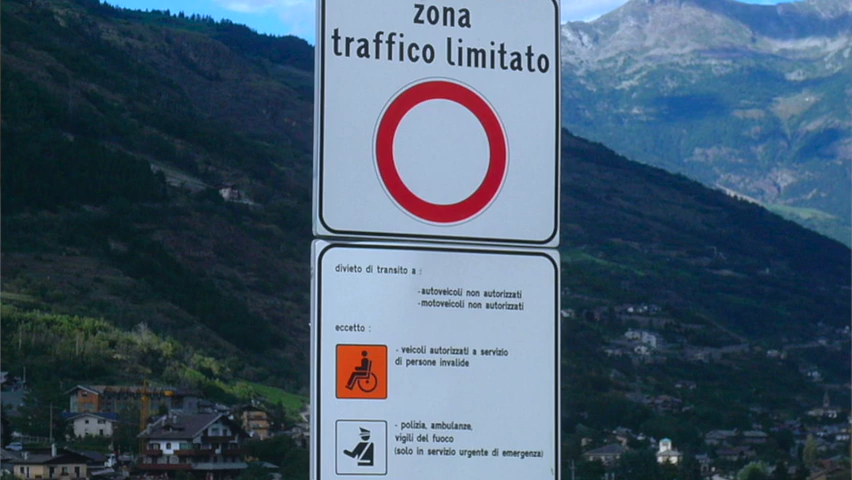 zona
traffico limitato
divieto di transito a :
-autoveicoli non autorizzati
-motoveicoli non autorizzati
eccetto :
- veicoli autorizzati a servizio
di persone invalide
- polizia, ambulanze,
vigili del fuoco
(solo in servizio urgente di emergenza)